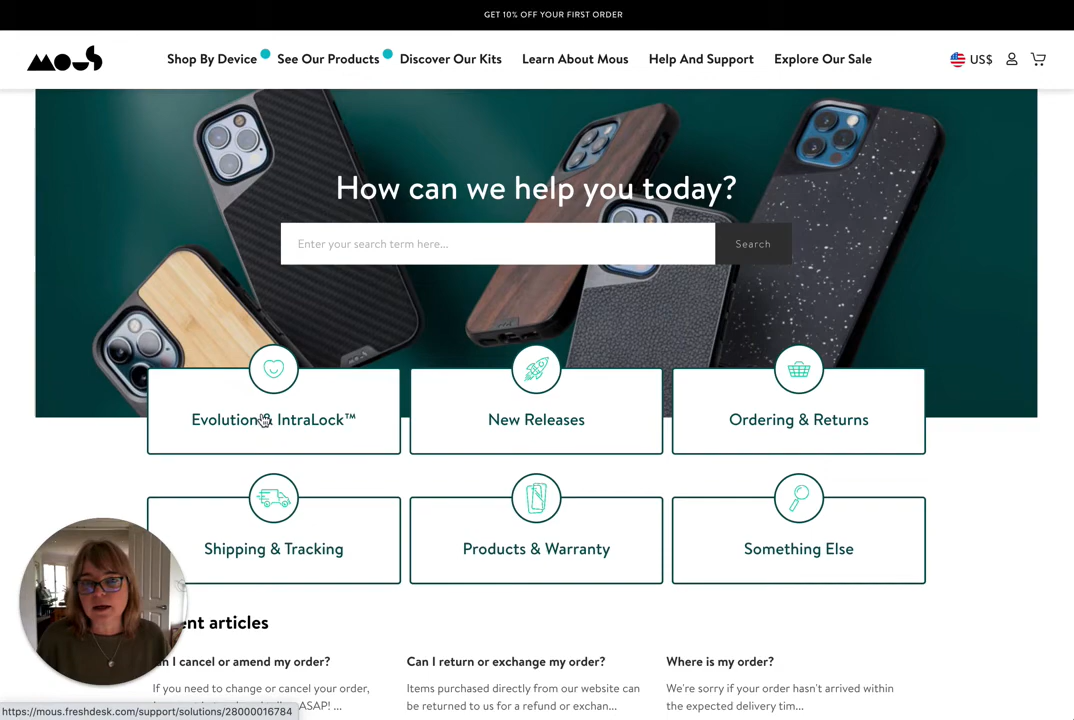 GET 10% OFF YOUR FIRST ORDER
mous
Shop By Device
See Our Products
Discover Our Kits
Learn About Mous
Help And Support
Explore Our Sale
US$
How can we help you today?
Enter your search term here...
Search
Evolution & IntraLock™
New Releases
Ordering & Returns
Shipping & Tracking
Products & Warranty
Something Else
articles
I cancel or amend my order?
Can I return or exchange my order?
Where is my order?
If you need to change or cancel your order,
Items purchased directly from our website can
We're sorry if your order hasn't arrived within
ASAP! ...
be returned to us for a refund or exchan...
the expected delivery tim...
https://mous.freshdesk.com/support/solutions/28000016784